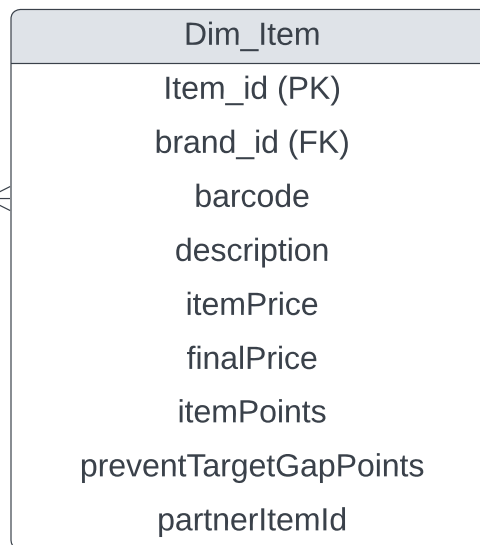 Dim_Item
Item_id (PK)
brand_id (FK)
barcode
description
itemPrice
finalPrice
itemPoints
preventTargetGapPoints
partnerItemId